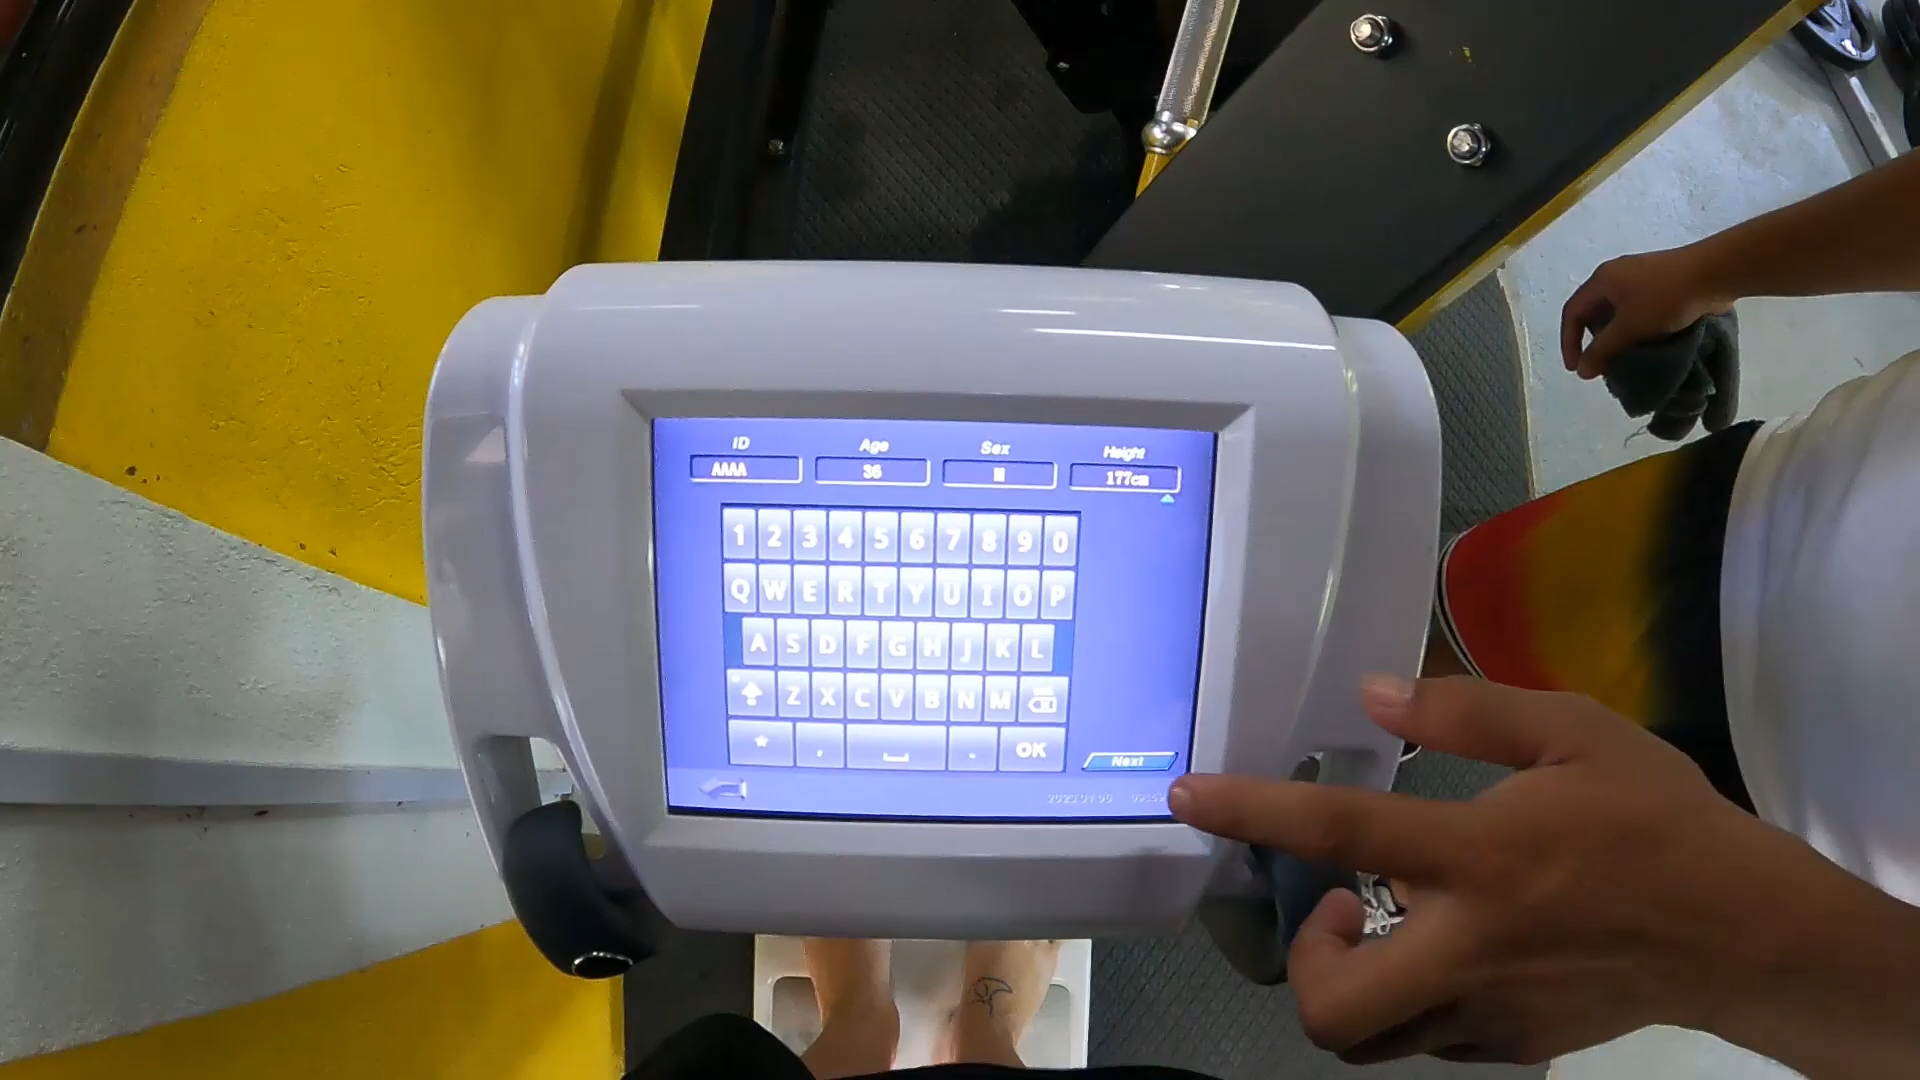 ID Age Sex Height
AAAA 36 M 177cm
1 2 3 4 5 6 7 8 9 0
Q W E R T Y U I O P
A S D F G H J K L
Z X C V B N M
* , . OK
Next